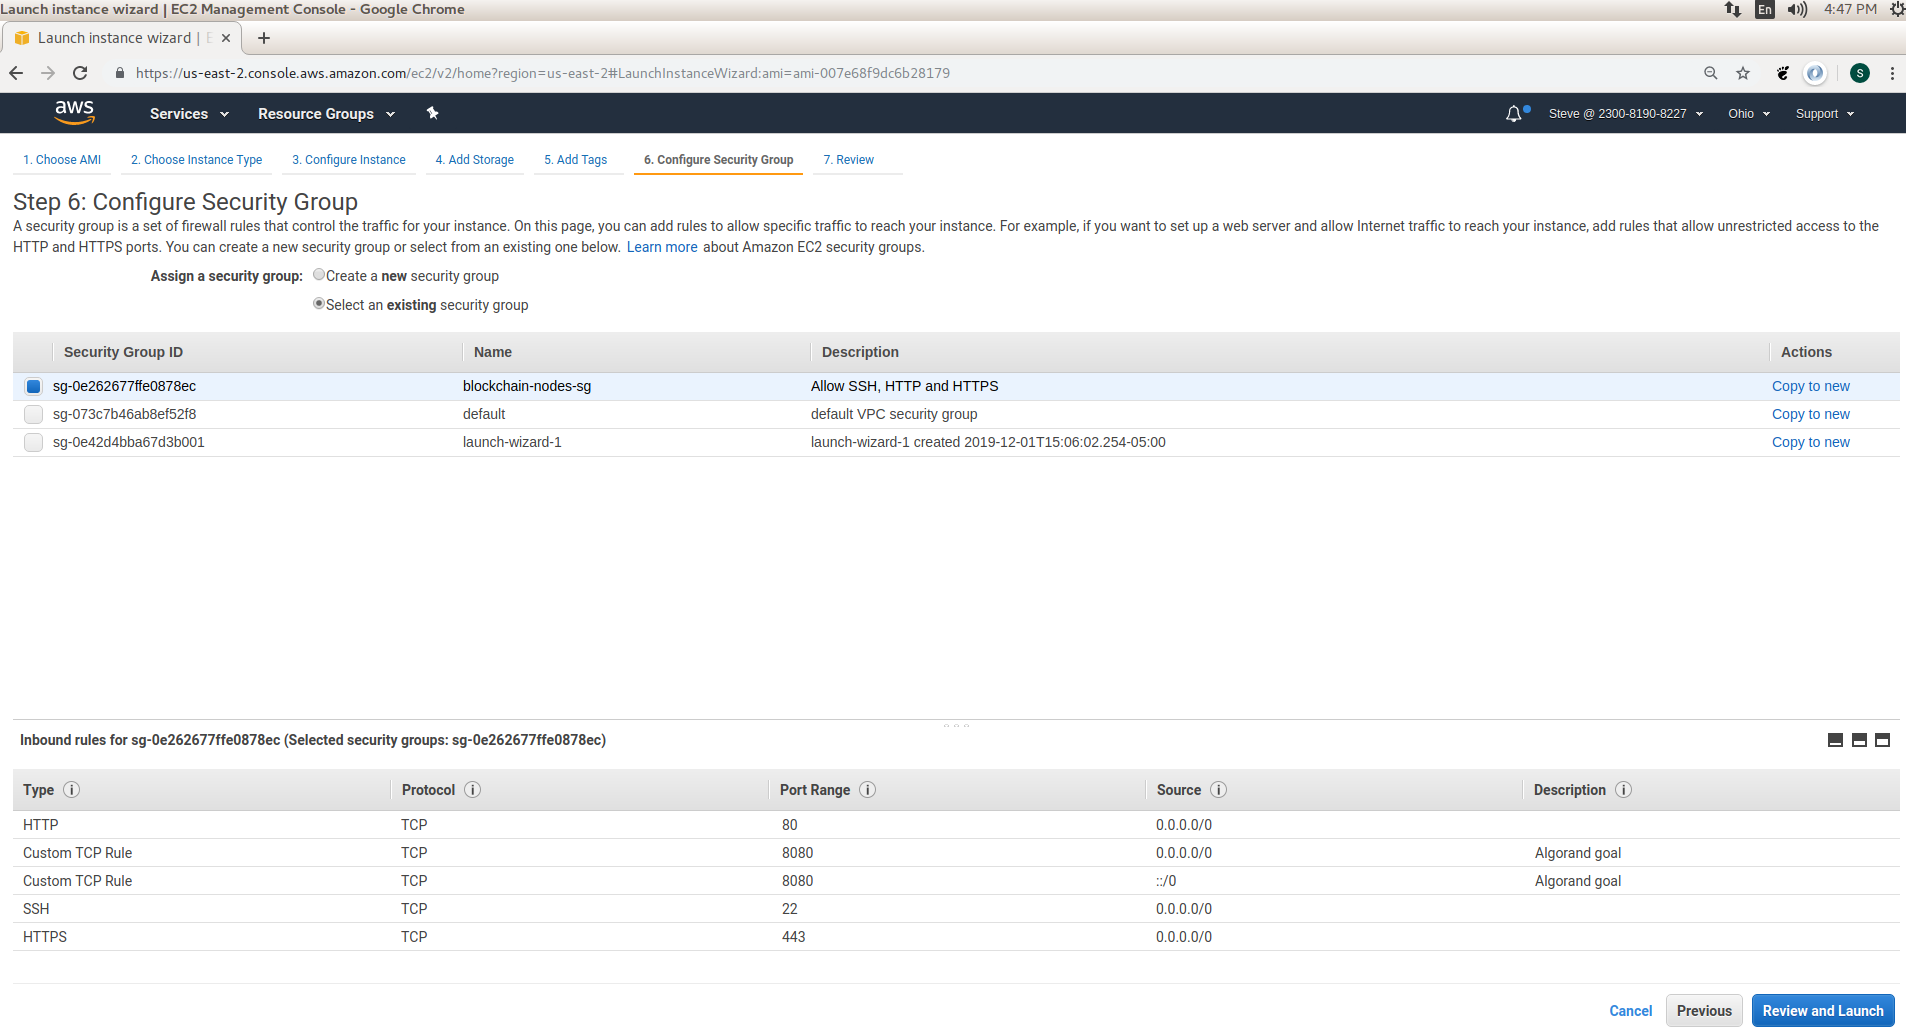 Launch instance wizard | EC2 Management Console - Google Chrome
En
4:47 PM
Launch instance wizard |
https://us-east-2.console.aws.amazon.com/ec2/v2/home?region=us-east-2#LaunchInstanceWizard:ami=ami-007e68f9dc6b28179
S
aws Services Resource Groups Steve @ 2300-8190-8227 Ohio Support
1. Choose AMI 2. Choose Instance Type 3. Configure Instance 4. Add Storage 5. Add Tags 6. Configure Security Group 7. Review
Step 6: Configure Security Group
A security group is a set of firewall rules that control the traffic for your instance. On this page, you can add rules to allow specific traffic to reach your instance. For example, if you want to set up a web server and allow Internet traffic to reach your instance, add rules that allow unrestricted access to the
HTTP and HTTPS ports. You can create a new security group or select from an existing one below. Learn more about Amazon EC2 security groups.
Assign a security group: Create a new security group
Select an existing security group
Security Group ID Name Description Actions
sg-0e262677ffe0878ec blockchain-nodes-sg Allow SSH, HTTP and HTTPS Copy to new
sg-073c7b46ab8ef52f8 default default VPC security group Copy to new
sg-0e42d4bba67d3b001 launch-wizard-1 launch-wizard-1 created 2019-12-01T15:06:02.254-05:00 Copy to new
Inbound rules for sg-0e262677ffe0878ec (Selected security groups: sg-0e262677ffe0878ec)
Type i Protocol i Port Range i Source i Description i
HTTP TCP 80 0.0.0.0/0
Custom TCP Rule TCP 8080 0.0.0.0/0 Algorand goal
Custom TCP Rule TCP 8080 ::/0 Algorand goal
SSH TCP 22 0.0.0.0/0
HTTPS TCP 443 0.0.0.0/0
Cancel Previous Review and Launch